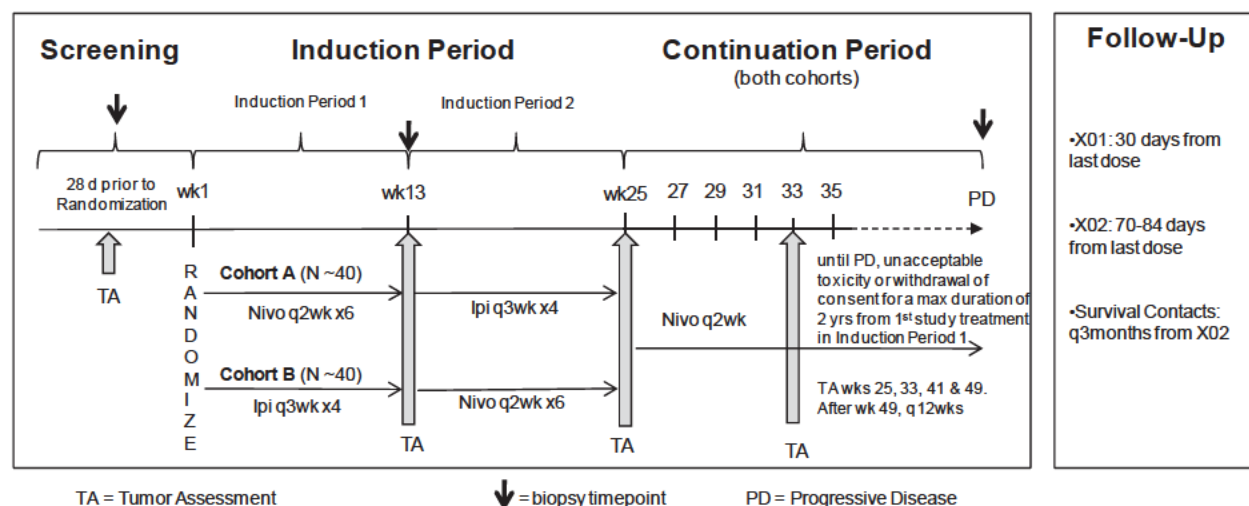 Screening
Induction Period
Continuation Period
(both cohorts)
Induction Period 1
Induction Period 2
28 d prior to
Randomization
wk1
wk13
wk25
27
29
31
33
35
PD
TA
RANDOMIZE
Cohort A (N ~40)
Nivo q2wk x6
Ipi q3wk x4
Cohort B (N ~40)
Ipi q3wk x4
Nivo q2wk x6
TA
TA
Nivo q2wk
until PD, unacceptable
toxicity or withdrawal of
consent for a max duration of
2 yrs from 1st study treatment
in Induction Period 1
TA wks 25, 33, 41 & 49.
After wk 49, q12wks
TA
Follow-Up
•X01: 30 days from
last dose
•X02: 70-84 days
from last dose
•Survival Contacts:
q3months from X02
TA = Tumor Assessment
= biopsy timepoint
PD = Progressive Disease